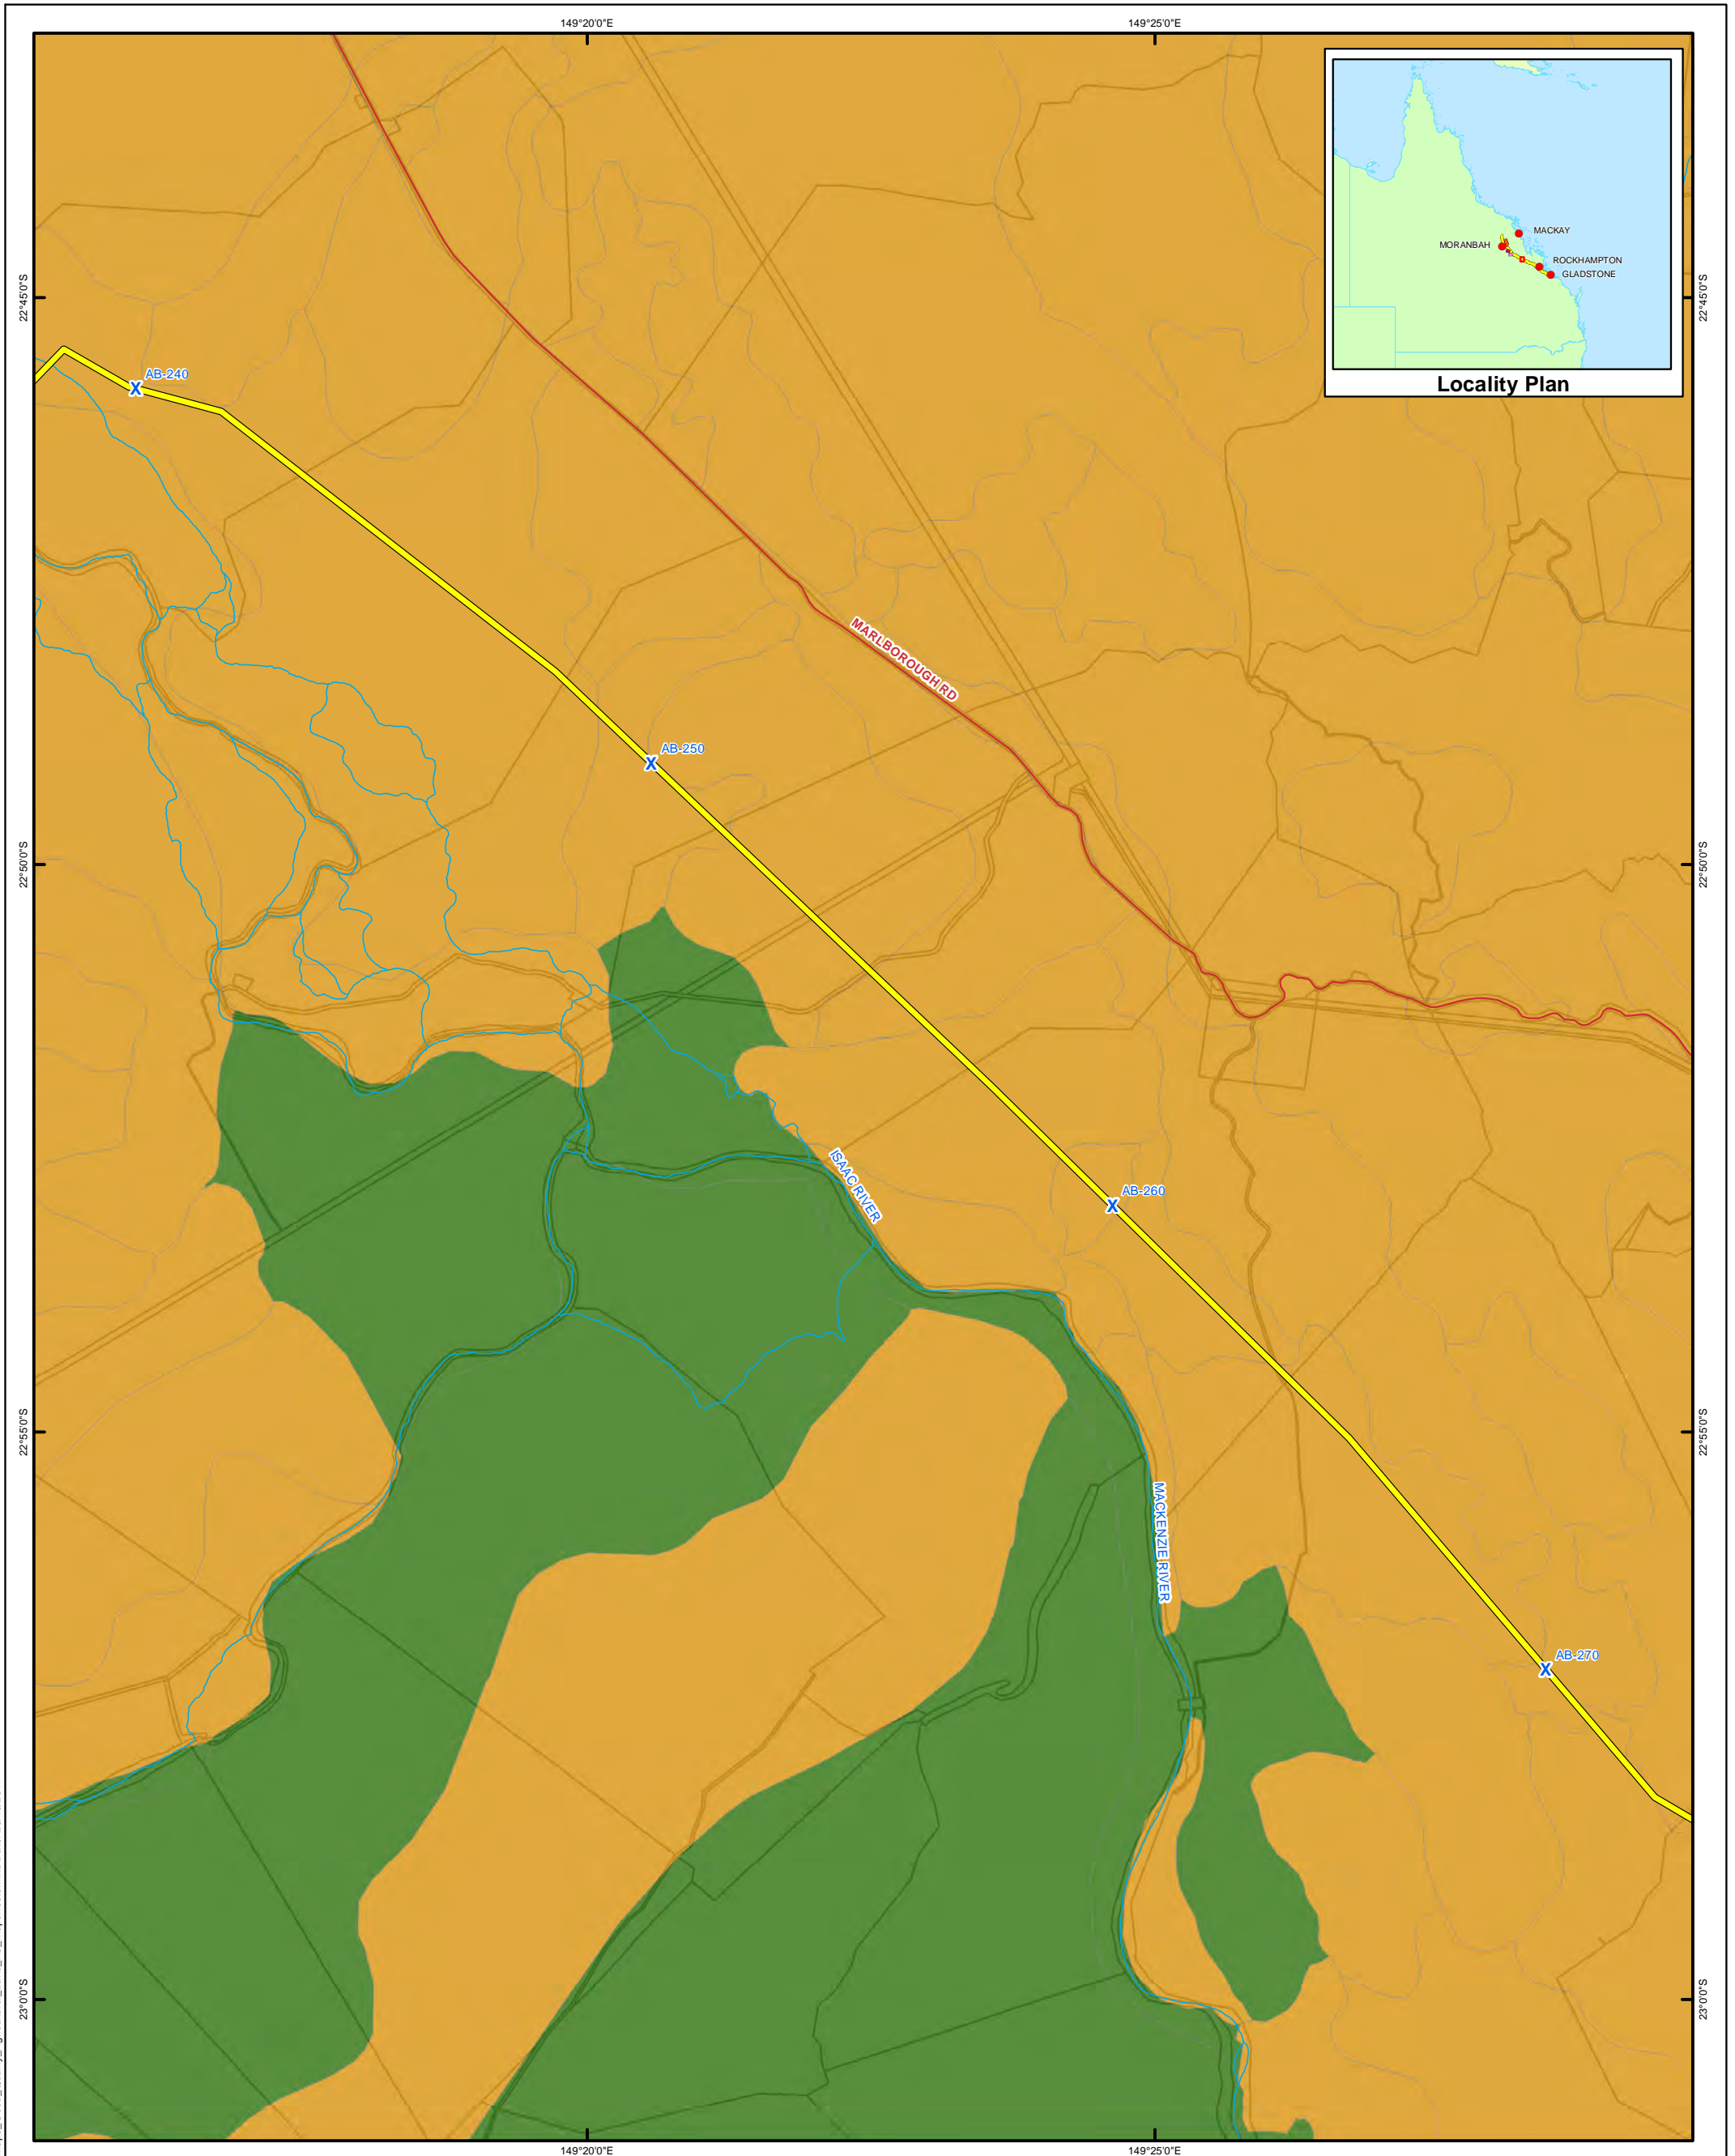 149°20'0"E
149°25'0"E
MACKAY
MORANBAH
ROCKHAMPTON
GLADSTONE
Locality Plan
22°45'0"S
22°45'0"S
AB-240
X
MARLBOROUGH RD
AB-250
X
22°50'0"S
22°50'0"S
ISAAC RIVER
AB-260
X
22°55'0"S
22°55'0"S
MACKENZIE RIVER
AB-270
X
23°0'0"S
23°0'0"S
149°20'0"E
149°25'0"E